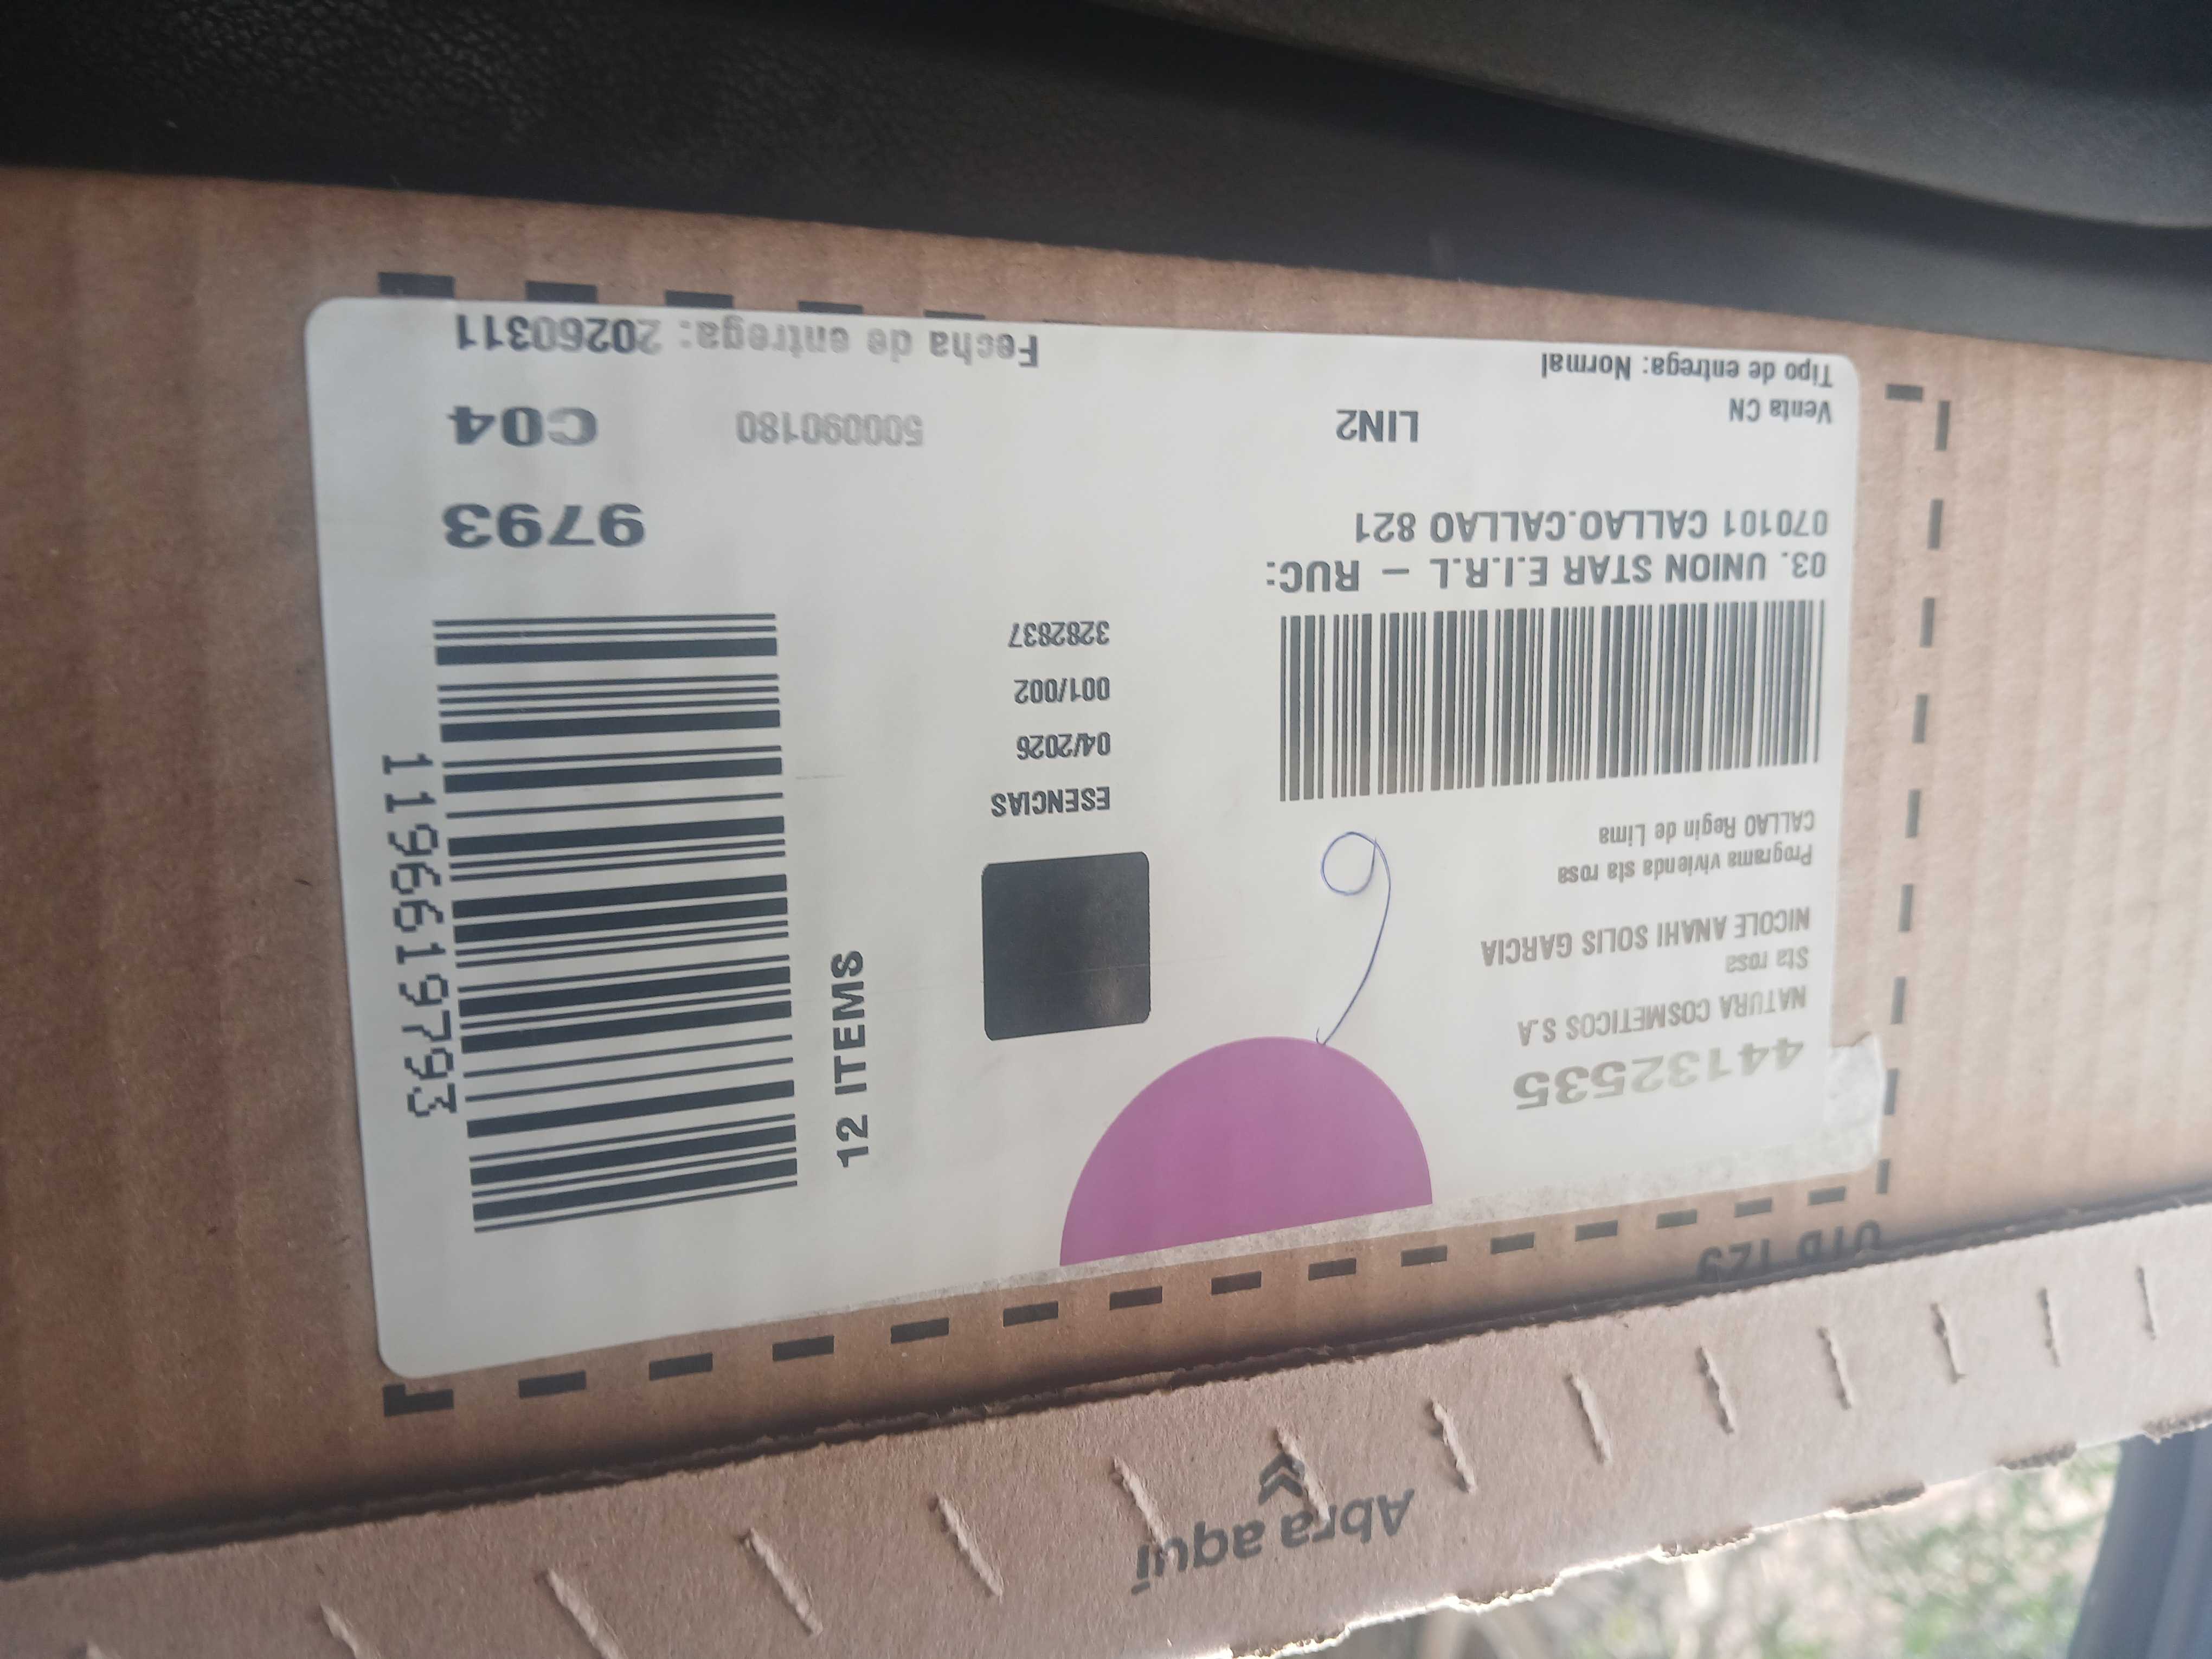 44132535
NATURA COSMETICOS S.A
Sta rosa
NICOLE ANAHI SOLIS GARCIA
Programa vivienda sta rosa
CALLAO Regin de Lima
03. UNION STAR E.I.R.L - RUC:
070101 CALLAO.CALLAO 821
Venta CN
LIN2
Tipo de entrega: Normal
ESENCIAS
04/2026
001/002
3282837
12 ITEMS
1196619793
9793
500090180
C04
Fecha de entrega: 20260311
Abra aquí